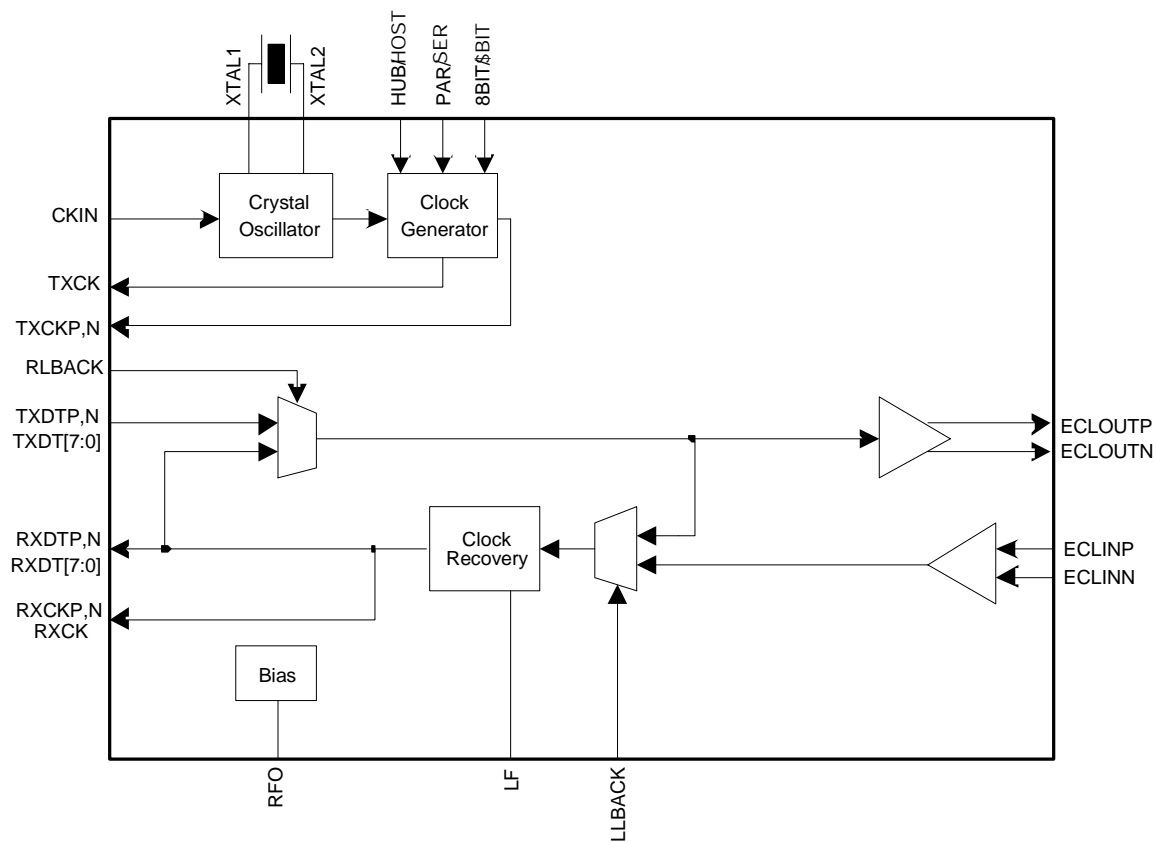 XTAL1
XTAL2
HUB/HOST
PAR/SER
8BIT/$BIT
CKIN
Crystal
Oscillator
Clock
Generator
TXCK
TXCKP,N
RLBACK
TXDTP,N
TXDT[7:0]
ECLOUTP
ECLOUTN
RXDTP,N
RXDT[7:0]
Clock
Recovery
ECLINP
ECLINN
RXCKP,N
RXCK
Bias
RFO
LF
LLBACK